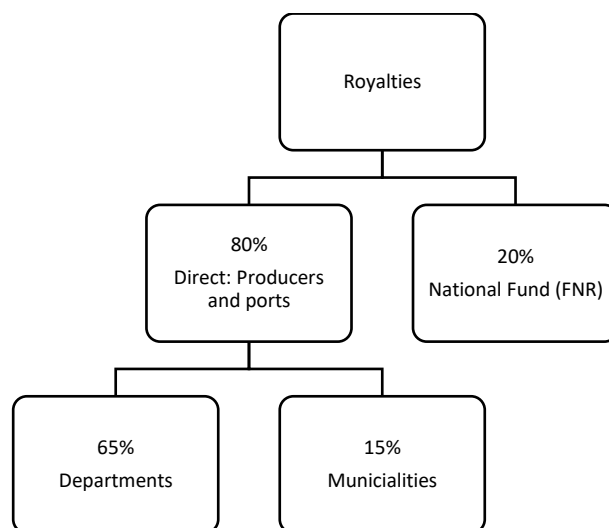 Royalties
80%
Direct: Producers
and ports
20%
National Fund (FNR)
65%
Departments
15%
Municialities